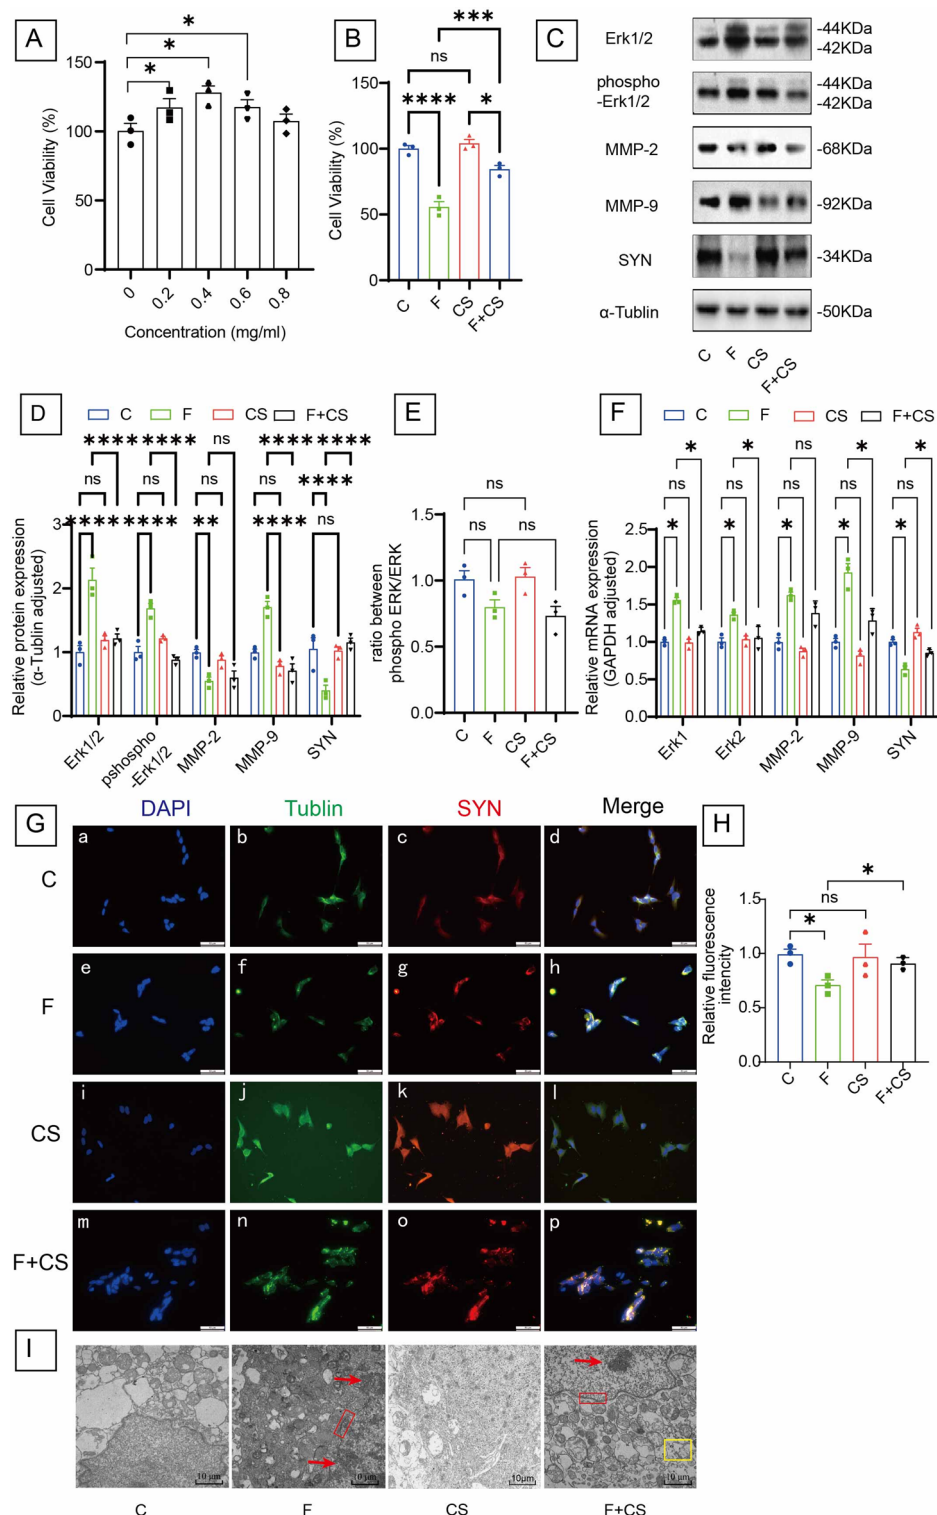 A
*
*
*
150
100
50
0
Cell Viability (%)
0
0.2
0.4
0.6
0.8
Concentration (mg/ml)
B
***
ns
****
*
150
100
50
0
Cell Viability (%)
C
F
CS
F+CS
C
Erk1/2
-44KDa
-42KDa
phospho
-Erk1/2
-44KDa
-42KDa
MMP-2
-68KDa
MMP-9
-92KDa
SYN
-34KDa
α-Tublin
-50KDa
C
F
CS
F+CS
D
C
F
CS
F+CS
**** **** ns **** ****
ns ns ns ns ****
**** **** ** **** ns
3
2
1
0
Relative protein expression
(α-Tublin adjusted)
Erk1/2
pshospho
-Erk1/2
MMP-2
MMP-9
SYN
E
ns
ns
ns
1.5
1.0
0.5
0.0
ratio between
phospho ERK/ERK
C
F
CS
F+CS
F
C
F
CS
F+CS
* * ns * *
ns ns ns ns ns
* * * * *
2.5
2.0
1.5
1.0
0.5
0.0
Relative mRNA expression
(GAPDH adjusted)
Erk1
Erk2
MMP-2
MMP-9
SYN
G
DAPI
Tublin
SYN
Merge
C
a
b
c
d
F
e
f
g
h
CS
i
j
k
l
F+CS
m
n
o
p
H
*
ns
*
1.5
1.0
0.5
0.0
Relative fluorescence
intencity
C
F
CS
F+CS
I
10 μm
10 μm
10μm
10 μm
C
F
CS
F+CS